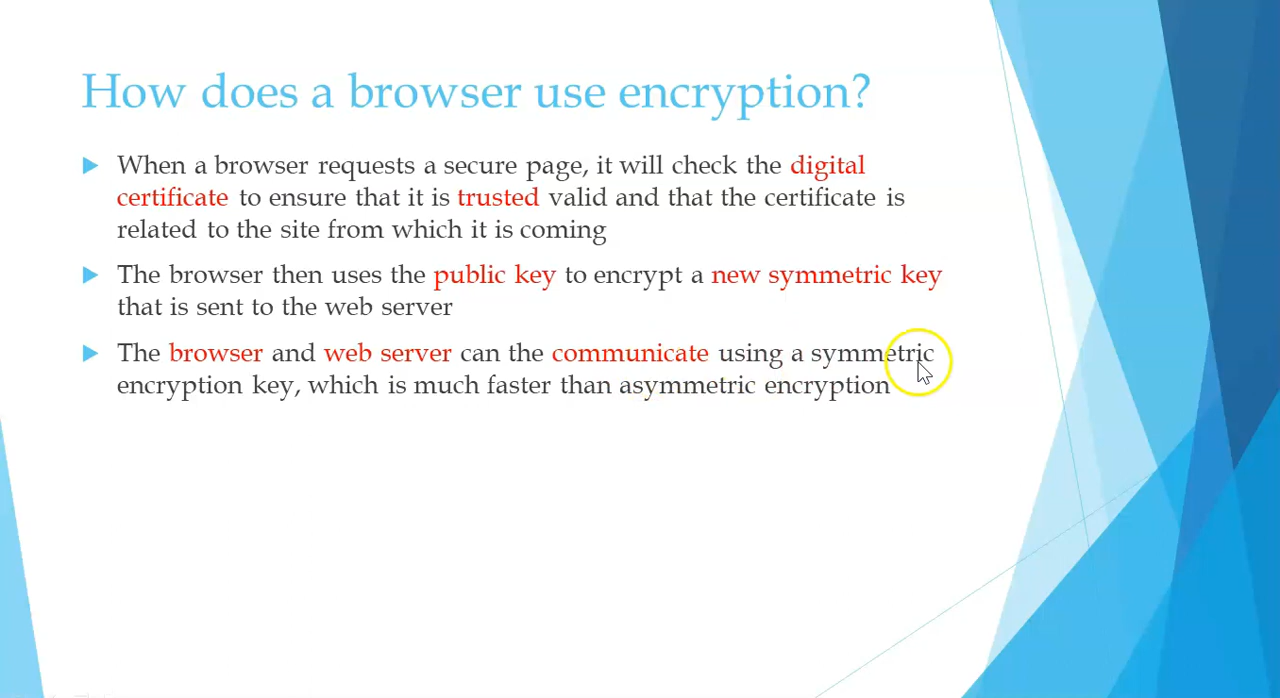 How does a browser use encryption?
When a browser requests a secure page, it will check the digital
certificate to ensure that it is trusted valid and that the certificate is
related to the site from which it is coming
The browser then uses the public key to encrypt a new symmetric key
that is sent to the web server
The browser and web server can the communicate using a symmetric
encryption key, which is much faster than asymmetric encryption